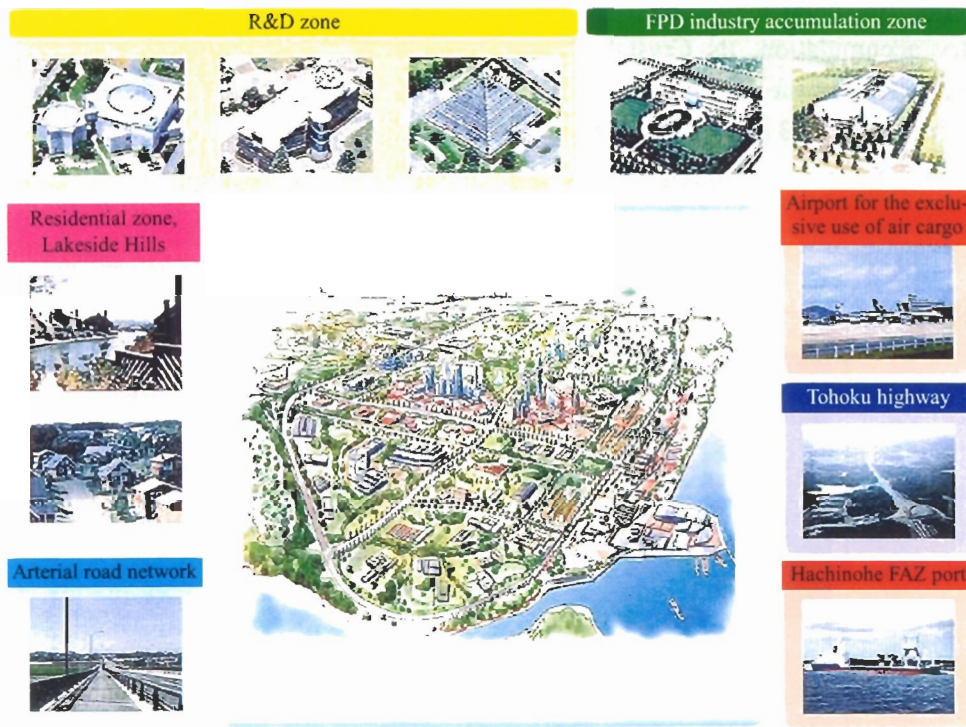 R&D zone
FPD industry accumulation zone
Residential zone,
Lakeside Hills
Airport for the exclu-
sive use of air cargo
Tohoku highway
Arterial road network
Hachinohe FAZ port